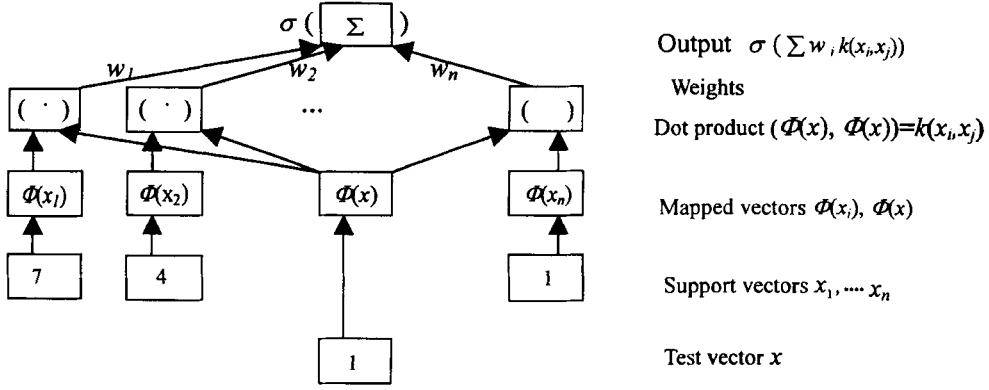 σ ( Σ )
Output σ ( ∑ w i k(xi,xj))
w1 w2 wn
Weights
( · ) ( · ) ... ( )
Dot product (Φ(x), Φ(x))=k(xi,xj)
Φ(x1) Φ(x2) Φ(x) Φ(xn)
Mapped vectors Φ(xi), Φ(x)
7 4 1
Support vectors x1,.... xn
1
Test vector x